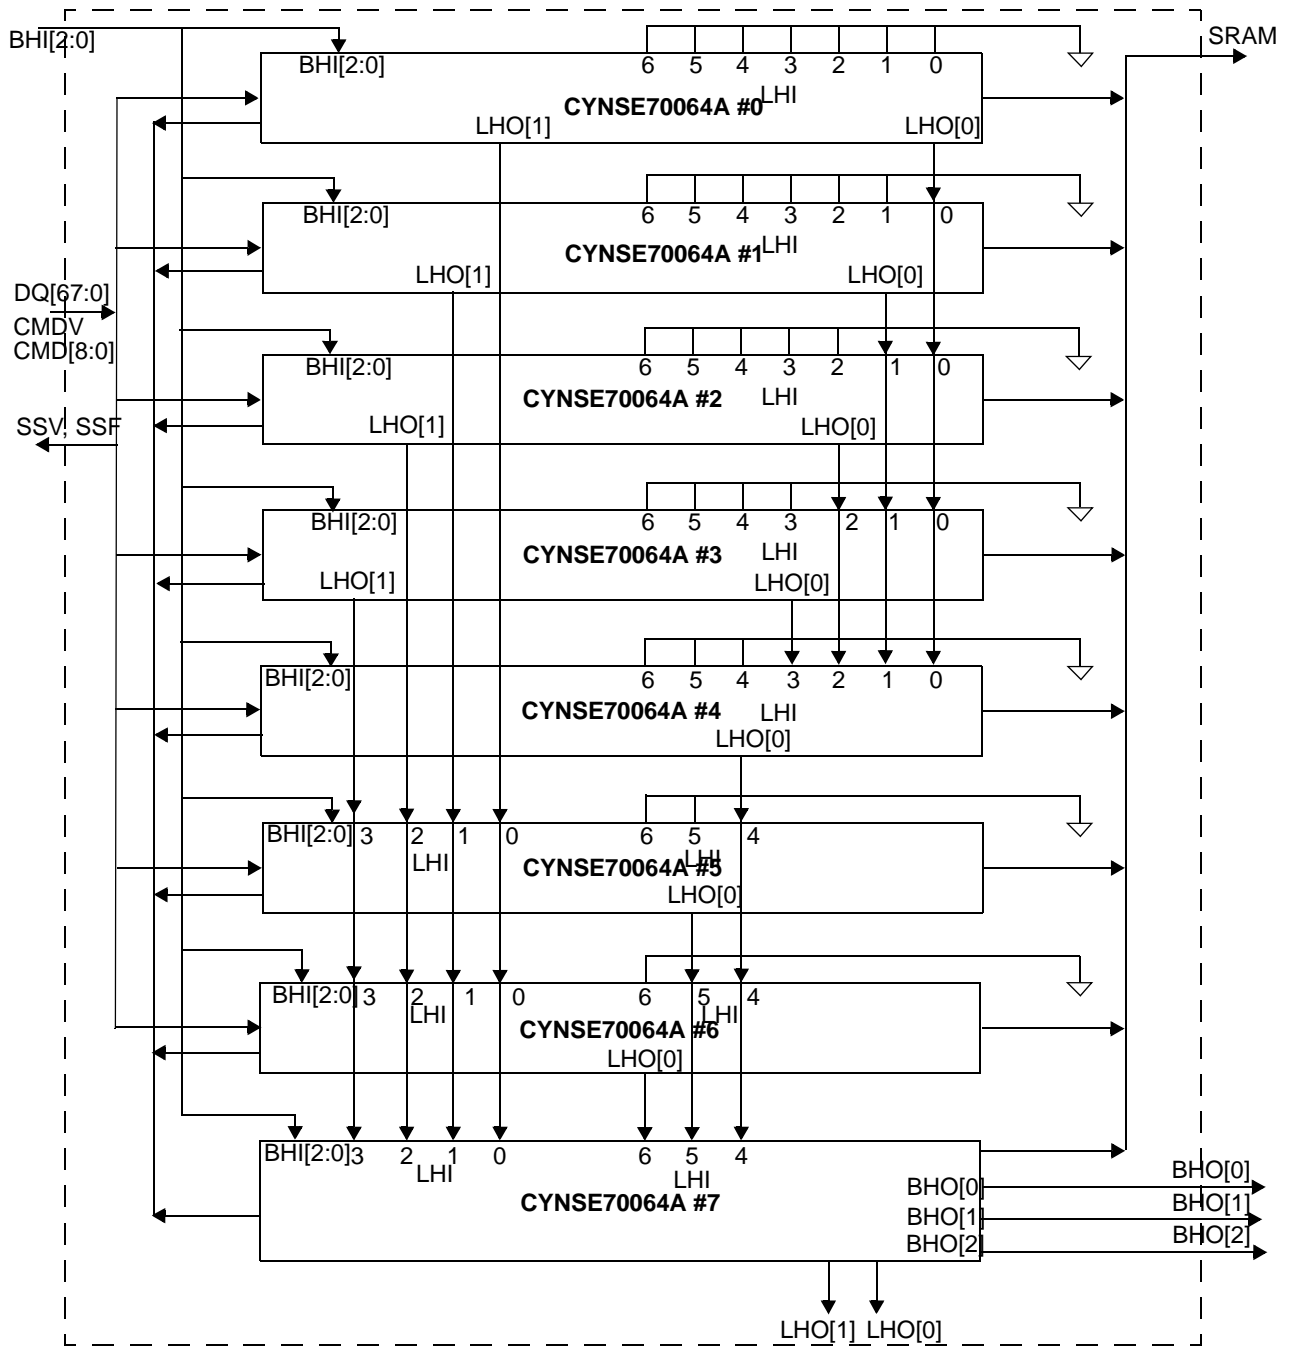 BHI[2:0] SRAM
BHI[2:0] 6 5 4 3 2 1 0
LHI
CYNSE70064A #0
LHO[1] LHO[0]
BHI[2:0] 6 5 4 3 2 1 0
LHI
CYNSE70064A #1
LHO[1] LHO[0]
DQ[67:0]
CMDV
CMD[8:0]
BHI[2:0] 6 5 4 3 2 1 0
LHI
CYNSE70064A #2
LHO[1] LHO[0]
SSV, SSF
BHI[2:0] 6 5 4 3 2 1 0
LHI
CYNSE70064A #3
LHO[1] LHO[0]
BHI[2:0] 6 5 4 3 2 1 0
LHI
CYNSE70064A #4
LHO[0]
BHI[2:0] 3 2 1 0 6 5 4
LHI LHI
CYNSE70064A #5
LHO[0]
BHI[2:0] 3 2 1 0 6 5 4
LHI LHI
CYNSE70064A #6
LHO[0]
BHI[2:0] 3 2 1 0 6 5 4
LHI LHI
CYNSE70064A #7
BHO[0] BHO[0]
BHO[1] BHO[1]
BHO[2] BHO[2]
LHO[1] LHO[0]